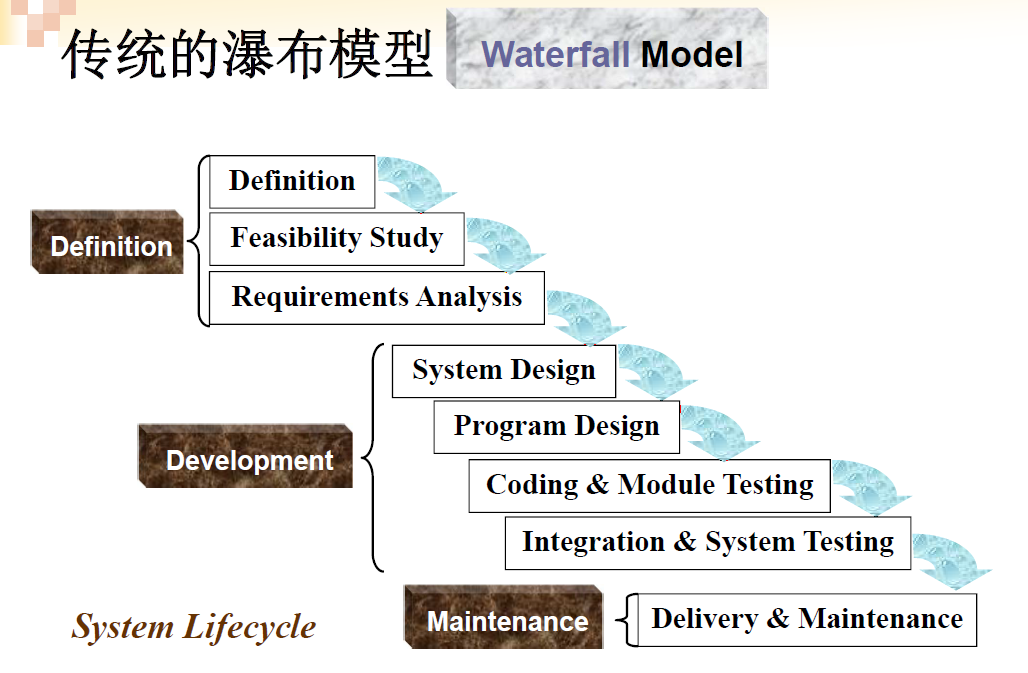 传统的瀑布模型
Waterfall Model
Definition
Definition
Feasibility Study
Requirements Analysis
Development
System Design
Program Design
Coding & Module Testing
Integration & System Testing
Maintenance
Delivery & Maintenance
System Lifecycle